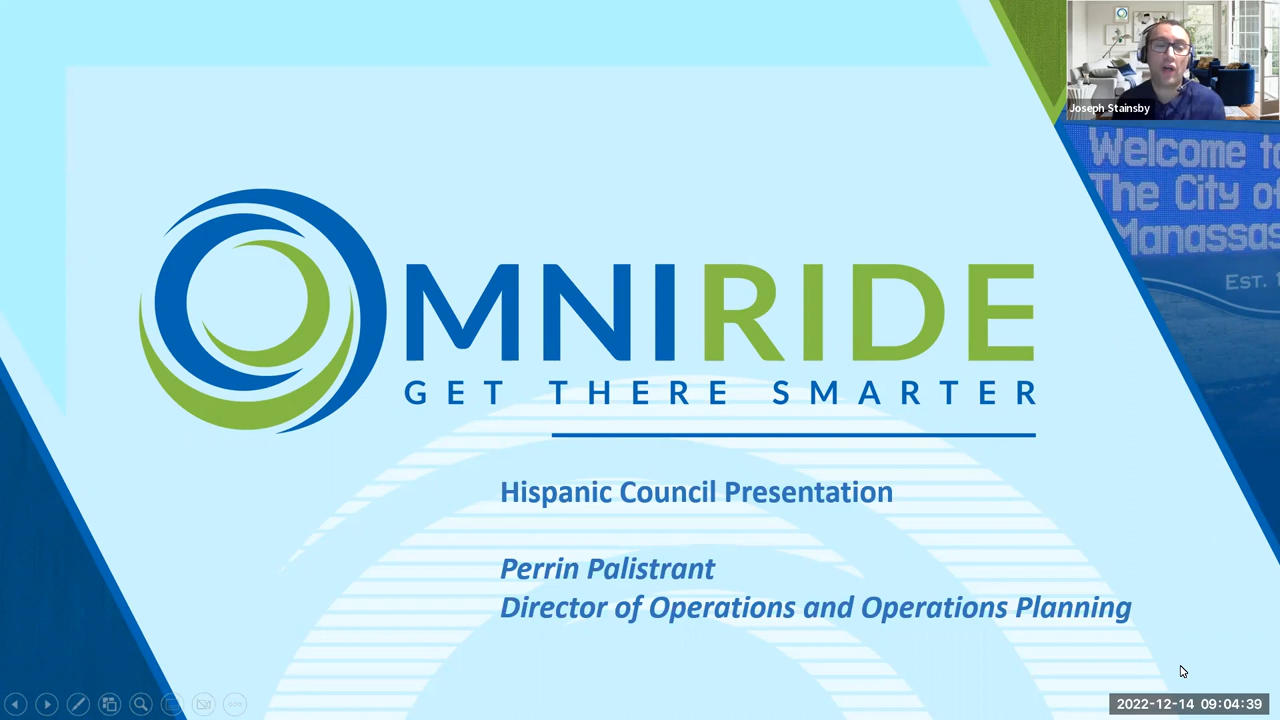 OMNIRIDE
GET THERE SMARTER
Hispanic Council Presentation
Perrin Palistrant
Director of Operations and Operations Planning
Joseph Stainsby
Welcome to
The City of
Manassas
EST. 1
2022-12-14 09:04:39